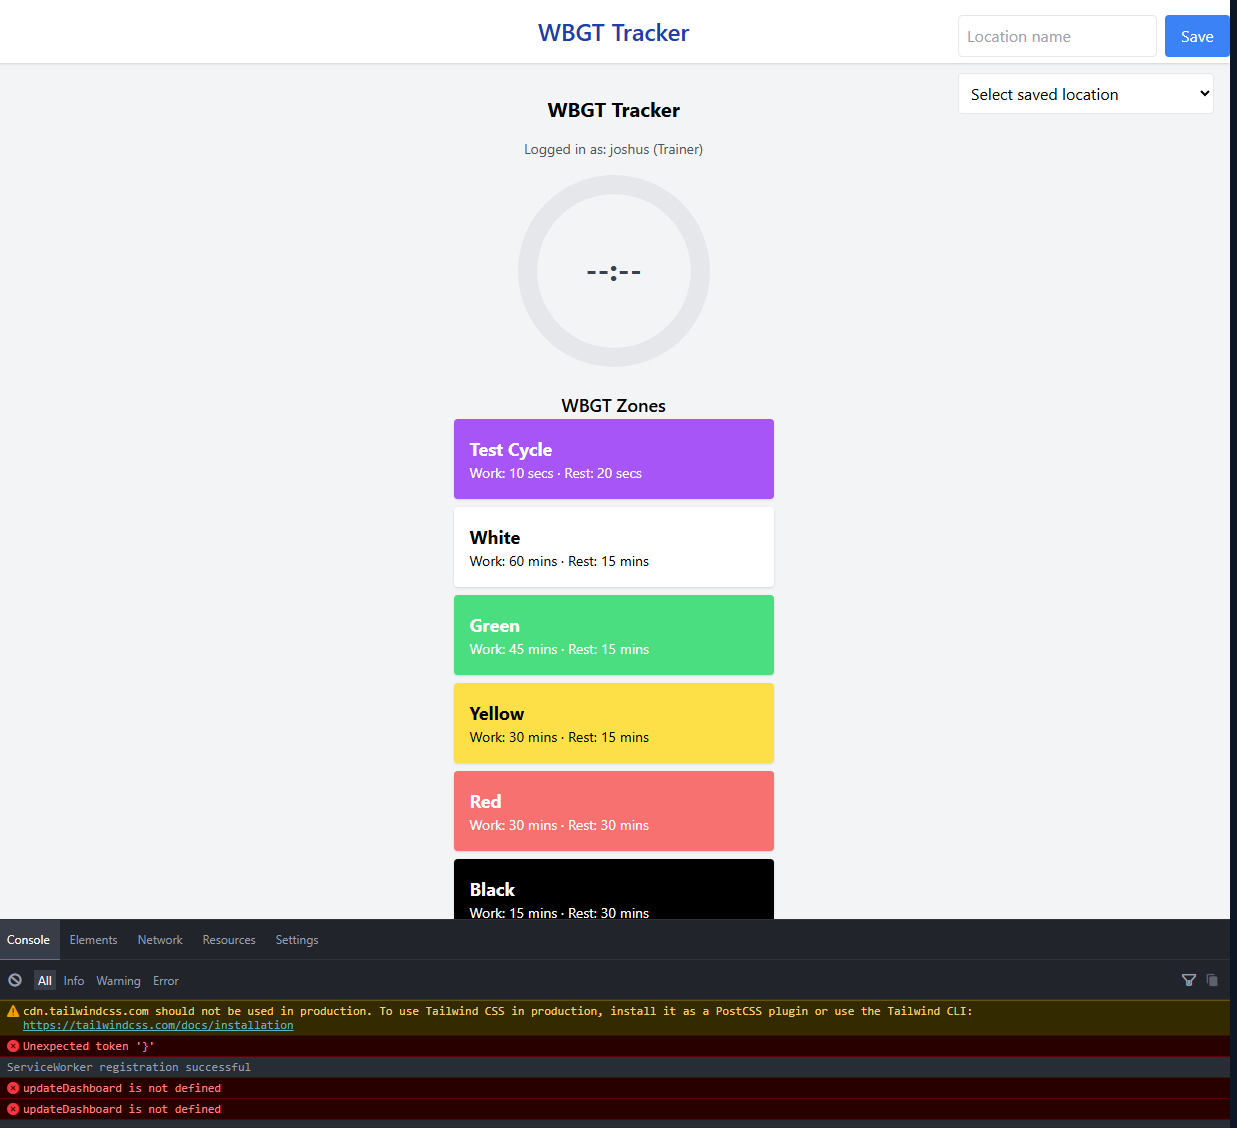 WBGT Tracker
Location name
Save
Select saved location
WBGT Tracker
Logged in as: joshus (Trainer)
--:--
WBGT Zones
Test Cycle
Work: 10 secs · Rest: 20 secs
White
Work: 60 mins · Rest: 15 mins
Green
Work: 45 mins · Rest: 15 mins
Yellow
Work: 30 mins · Rest: 15 mins
Red
Work: 30 mins · Rest: 30 mins
Black
Work: 15 mins · Rest: 30 mins
Console Elements Network Resources Settings
All Info Warning Error
cdn.tailwindcss.com should not be used in production. To use Tailwind CSS in production, install it as a PostCSS plugin or use the Tailwind CLI:
https://tailwindcss.com/docs/installation
Unexpected token '}'
ServiceWorker registration successful
updateDashboard is not defined
updateDashboard is not defined